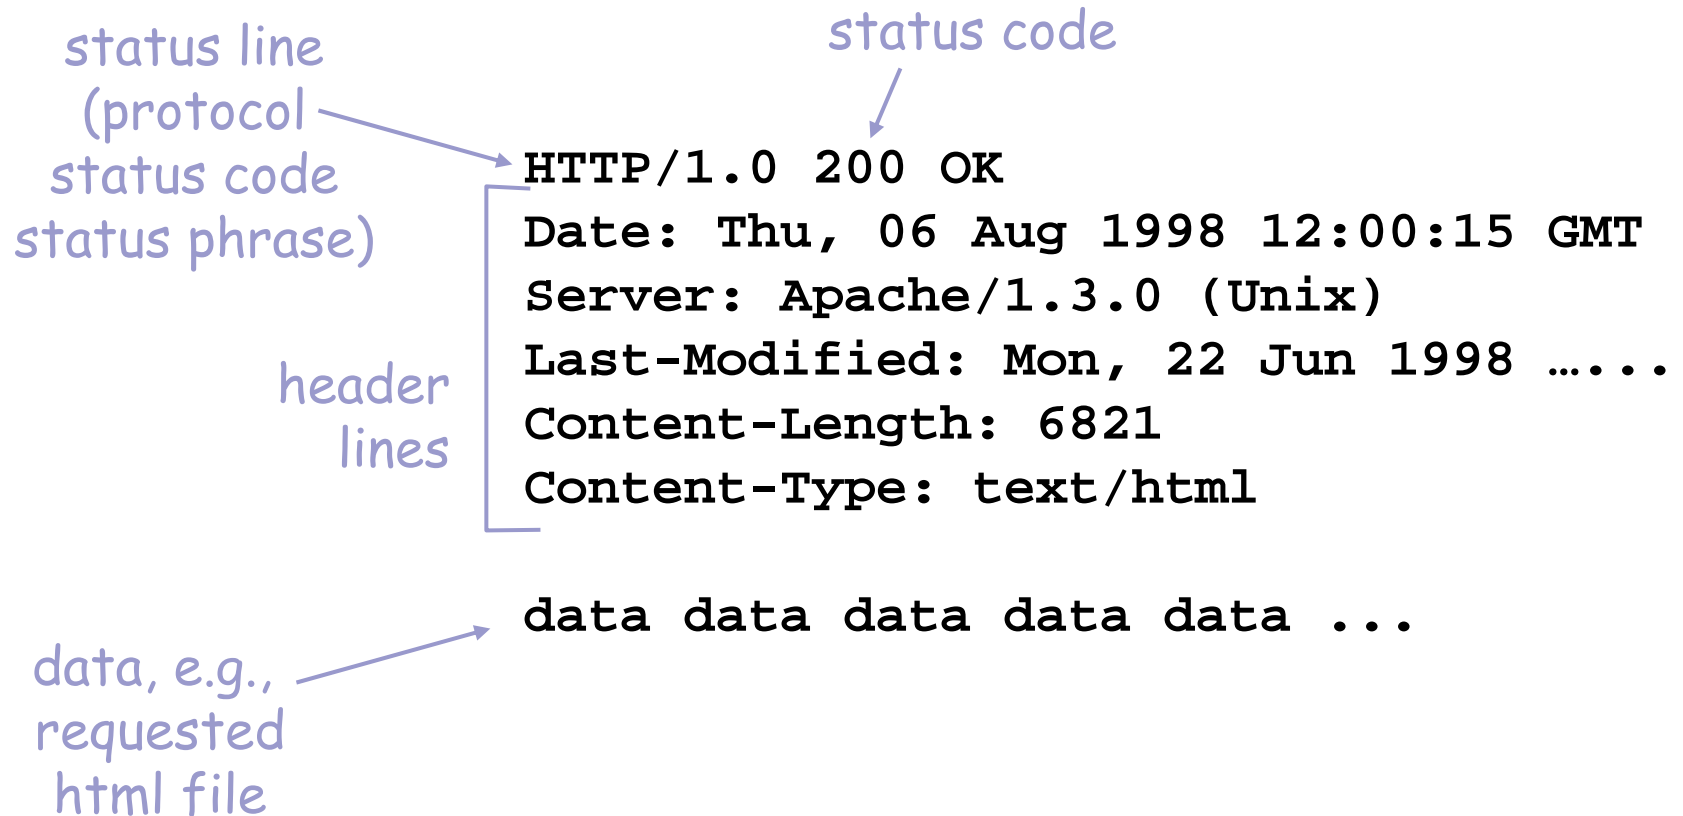 status code
status line
(protocol
status code
status phrase)
HTTP/1.0 200 OK
Date: Thu, 06 Aug 1998 12:00:15 GMT
Server: Apache/1.3.0 (Unix)
Last-Modified: Mon, 22 Jun 1998 …...
Content-Length: 6821
Content-Type: text/html
header
lines
data data data data data ...
data, e.g.,
requested
html file